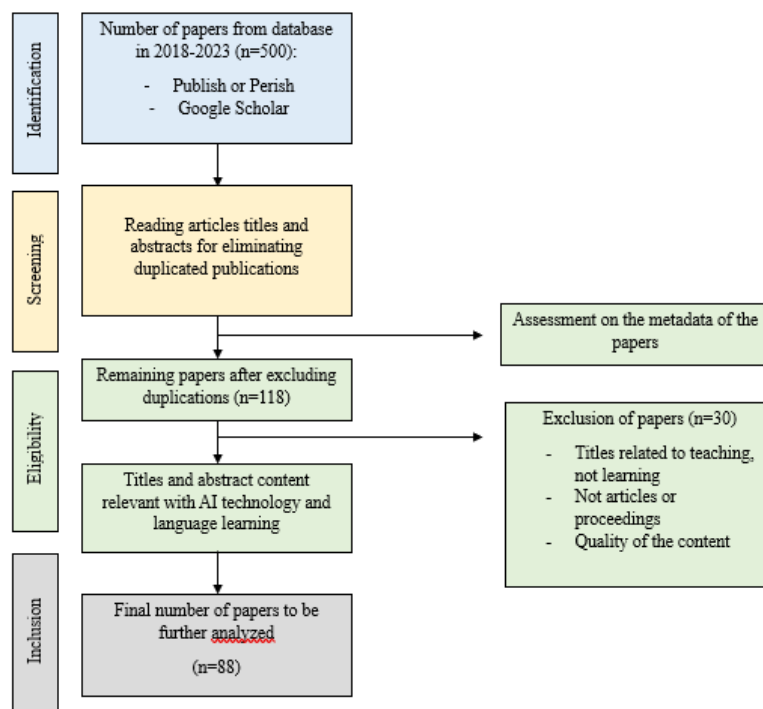 Identification
Number of papers from database
in 2018-2023 (n=500):
- Publish or Perish
- Google Scholar
Screening
Reading articles titles and
abstracts for eliminating
duplicated publications
Assessment on the metadata of the
papers
Eligibility
Remaining papers after excluding
duplications (n=118)
Exclusion of papers (n=30)
- Titles related to teaching,
not learning
- Not articles or
proceedings
- Quality of the content
Titles and abstract content
relevant with AI technology and
language learning
Inclusion
Final number of papers to be
further analyzed
(n=88)